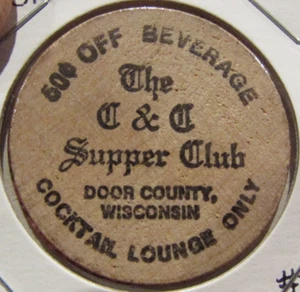 50¢ OFF BEVERAGE
The
C & C
Supper Club
DOOR COUNTY,
WISCONSIN
COCKTAIL LOUNGE ONLY